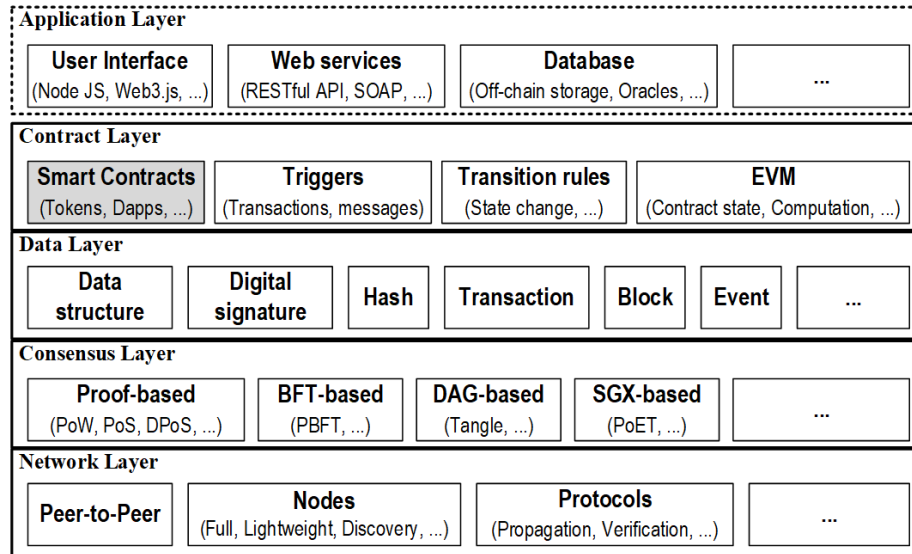 Application Layer
User Interface
(Node JS, Web3.js, ...)
Web services
(RESTful API, SOAP, ...)
Database
(Off-chain storage, Oracles, ...)
...
Contract Layer
Smart Contracts
(Tokens, Dapps, ...)
Triggers
(Transactions, messages)
Transition rules
(State change, ...)
EVM
(Contract state, Computation, ...)
Data Layer
Data
structure
Digital
signature
Hash
Transaction
Block
Event
...
Consensus Layer
Proof-based
(PoW, PoS, DPoS, ...)
BFT-based
(PBFT, ...)
DAG-based
(Tangle, ...)
SGX-based
(PoET, ...)
...
Network Layer
Peer-to-Peer
Nodes
(Full, Lightweight, Discovery, ...)
Protocols
(Propagation, Verification, ...)
...